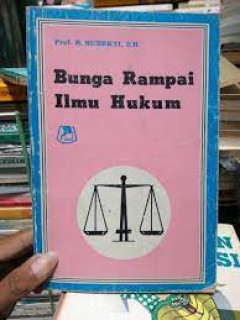 Prof. R. SUBEKTI, S.H.
Bunga Rampai
Ilmu Hukum